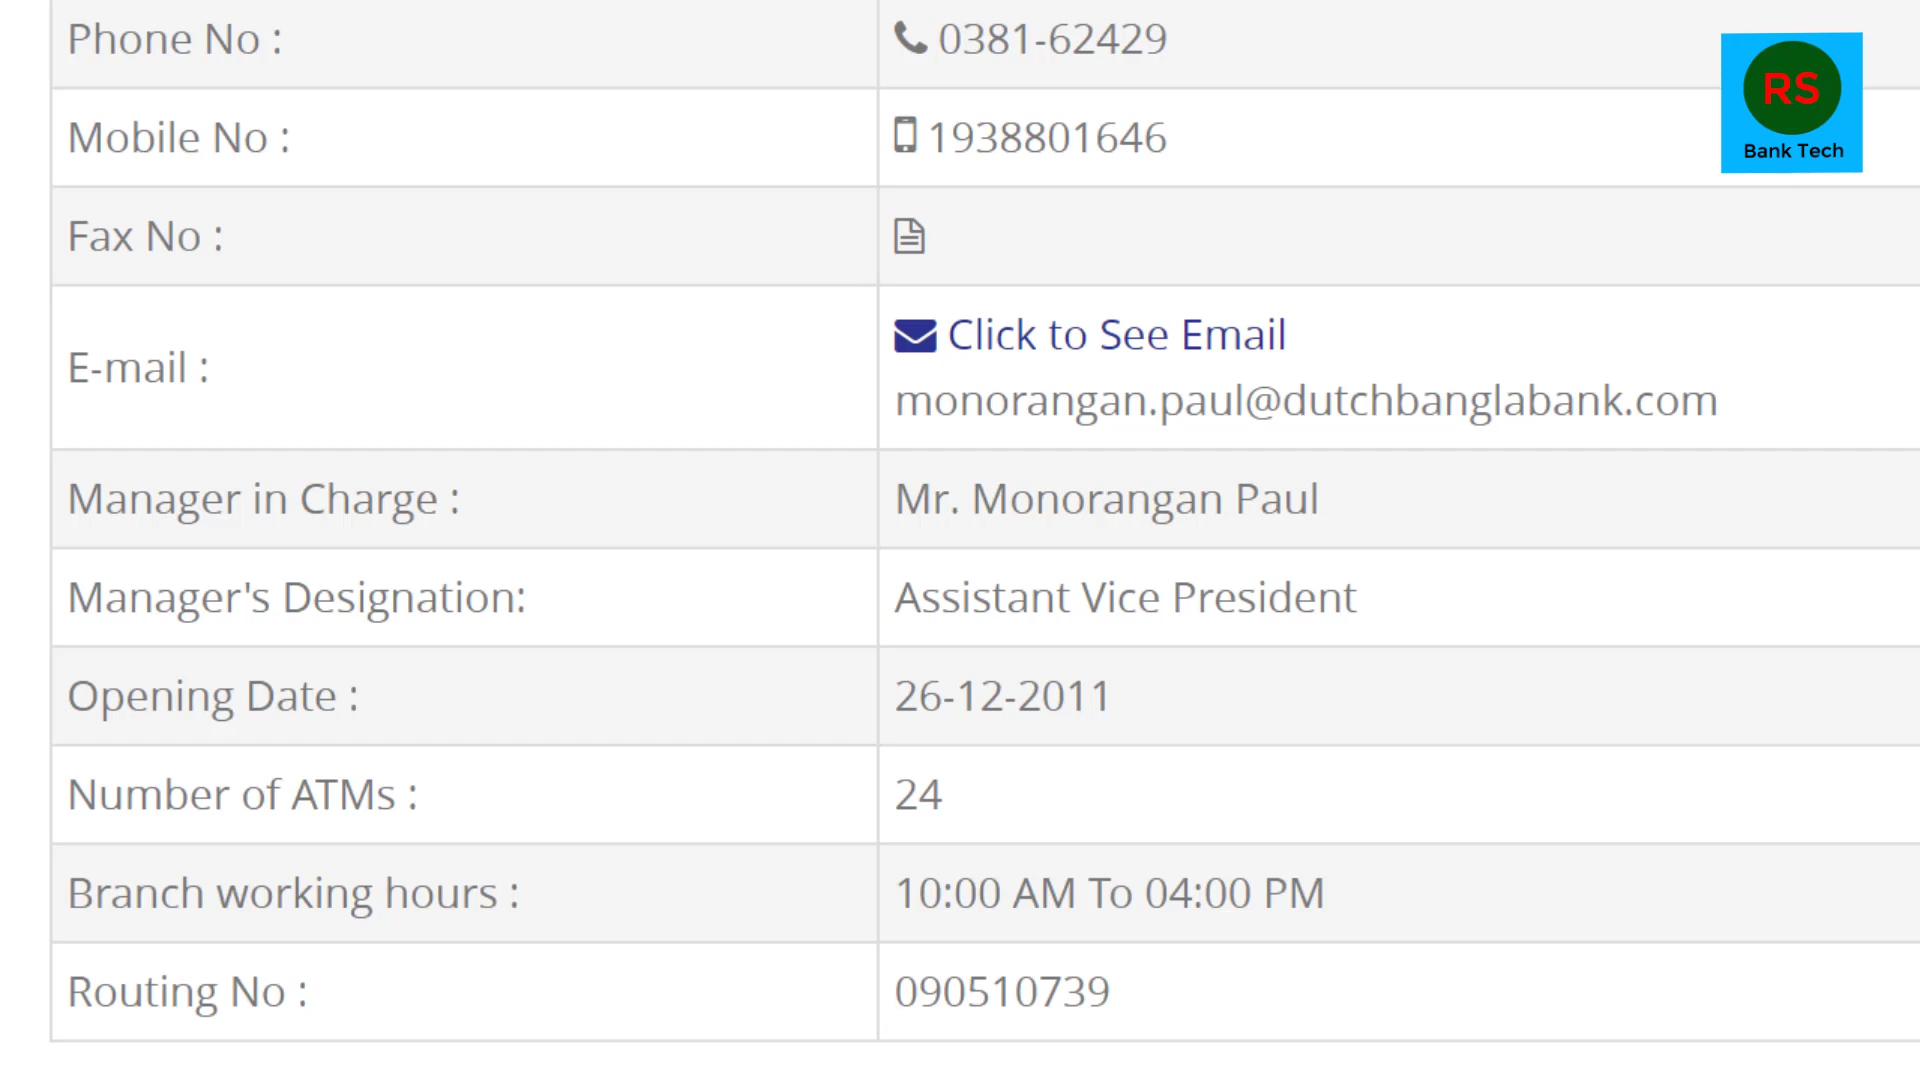 Phone No : 0381-62429
RS
Bank Tech
Mobile No : 1938801646
Fax No :
E-mail : Click to See Email
monorangan.paul@dutchbanglabank.com
Manager in Charge : Mr. Monorangan Paul
Manager's Designation: Assistant Vice President
Opening Date : 26-12-2011
Number of ATMs : 24
Branch working hours : 10:00 AM To 04:00 PM
Routing No : 090510739